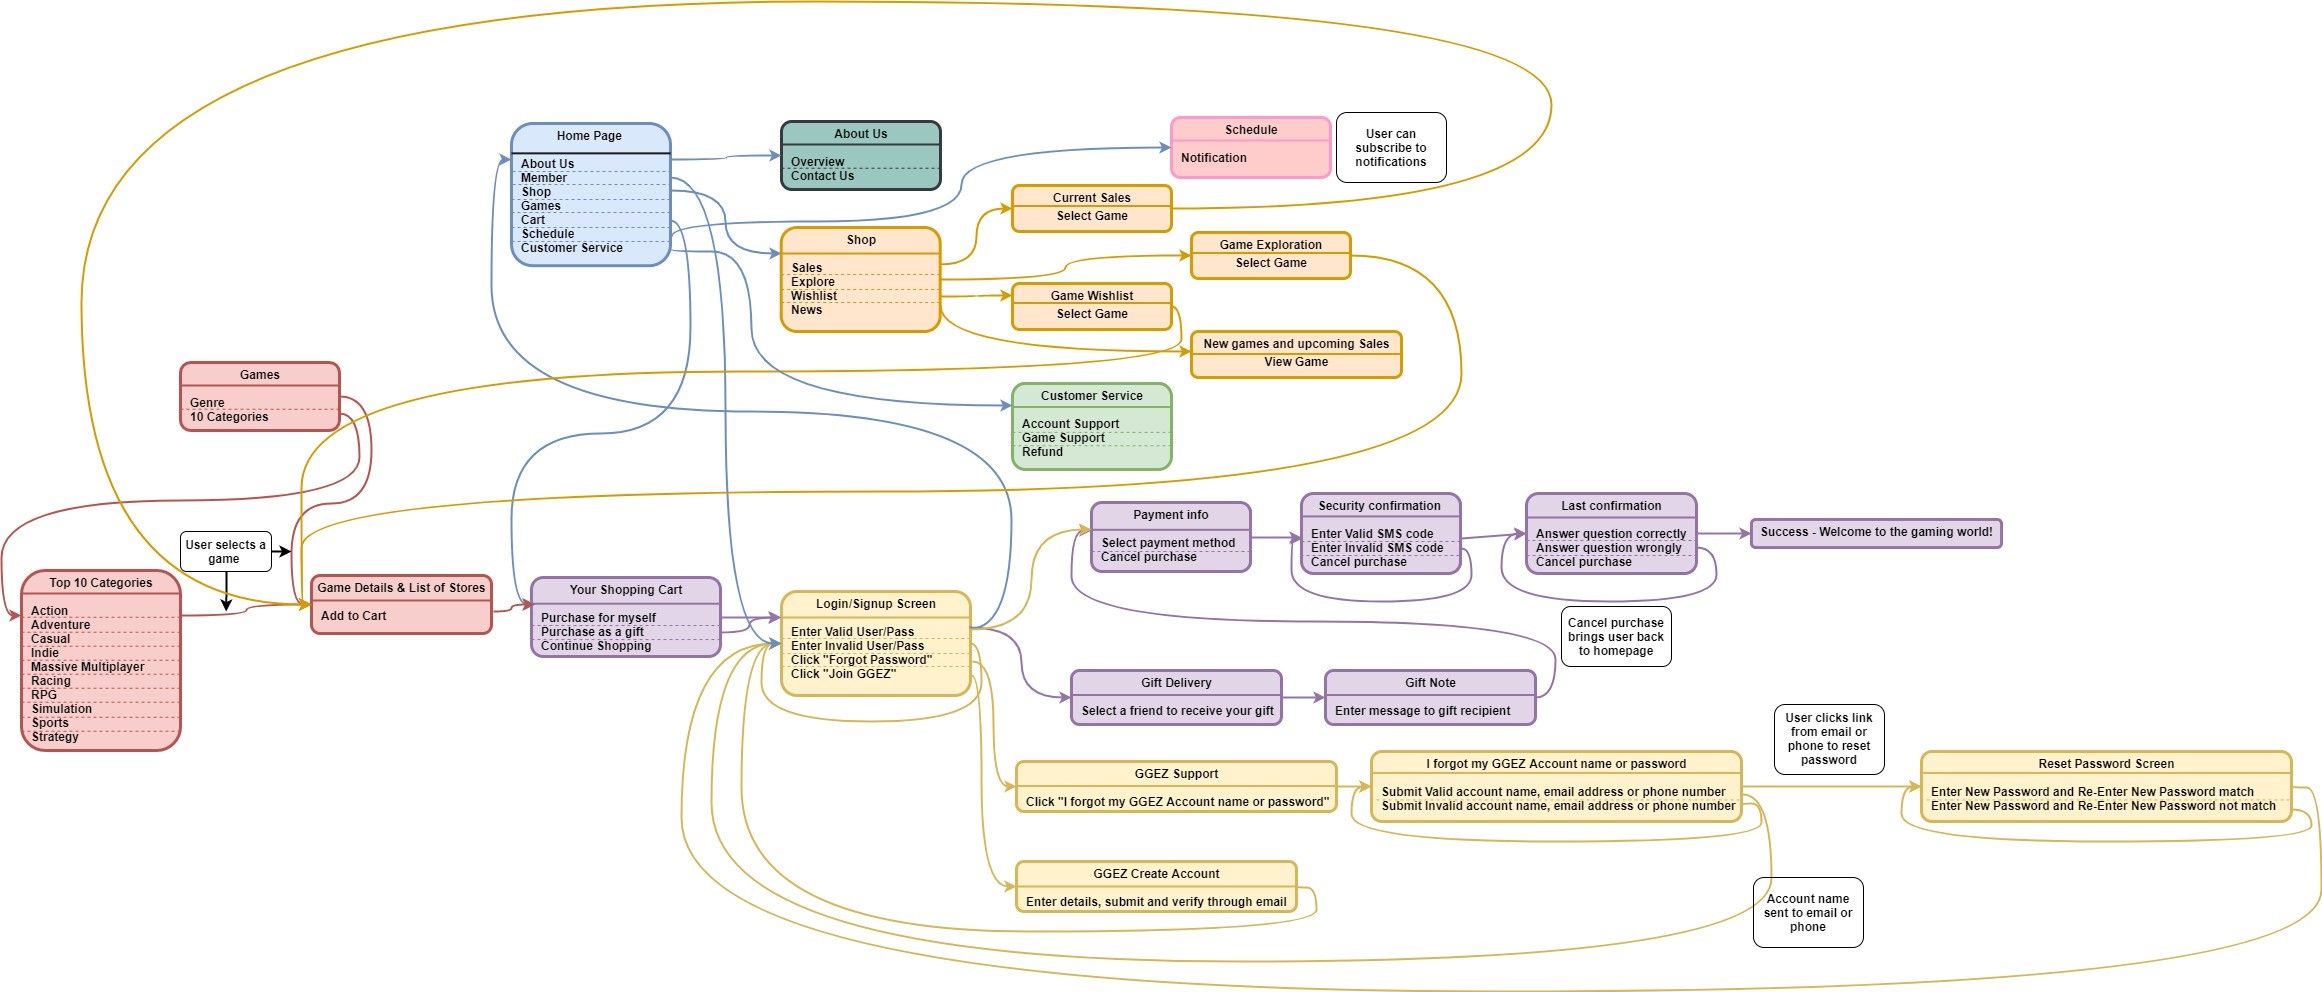 Home Page
About Us
Member
Shop
Games
Cart
Schedule
Customer Service
About Us
Overview
Contact Us
Schedule
Notification
User can
subscribe to
notifications
Current Sales
Select Game
Shop
Sales
Explore
Wishlist
News
Game Exploration
Select Game
Game Wishlist
Select Game
New games and upcoming Sales
View Game
Games
Genre
10 Categories
Customer Service
Account Support
Game Support
Refund
User selects a
game
Top 10 Categories
Action
Adventure
Casual
Indie
Massive Multiplayer
Racing
RPG
Simulation
Sports
Strategy
Game Details & List of Stores
Add to Cart
Your Shopping Cart
Purchase for myself
Purchase as a gift
Continue Shopping
Login/Signup Screen
Enter Valid User/Pass
Enter Invalid User/Pass
Click "Forgot Password"
Click "Join GGEZ"
Payment info
Select payment method
Cancel purchase
Security confirmation
Enter Valid SMS code
Enter Invalid SMS code
Cancel purchase
Last confirmation
Answer question correctly
Answer question wrongly
Cancel purchase
Success - Welcome to the gaming world!
Cancel purchase
brings user back
to homepage
Gift Delivery
Select a friend to receive your gift
Gift Note
Enter message to gift recipient
User clicks link
from email or
phone to reset
password
GGEZ Support
Click "I forgot my GGEZ Account name or password"
I forgot my GGEZ Account name or password
Submit Valid account name, email address or phone number
Submit Invalid account name, email address or phone number
Reset Password Screen
Enter New Password and Re-Enter New Password match
Enter New Password and Re-Enter New Password not match
GGEZ Create Account
Enter details, submit and verify through email
Account name
sent to email or
phone